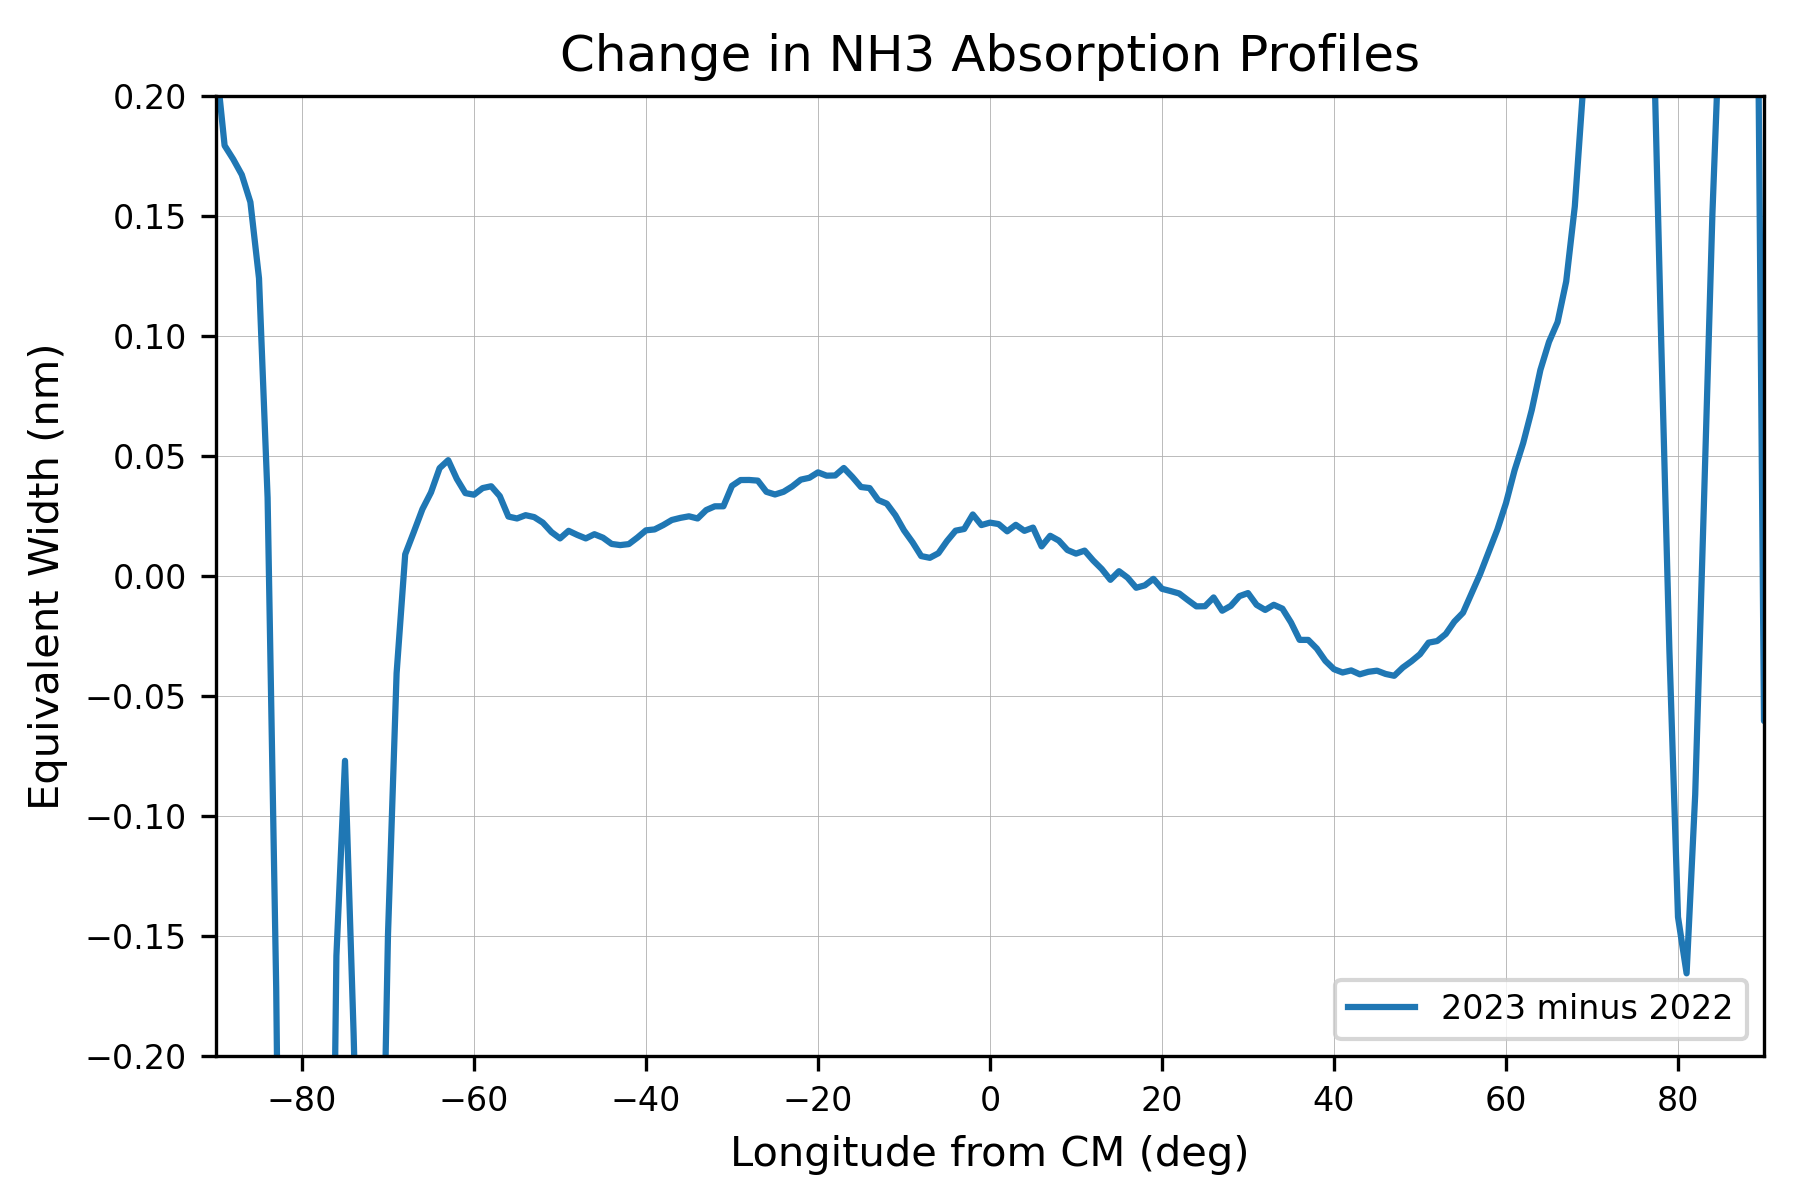 Change in NH3 Absorption Profiles
Equivalent Width (nm)
0.20
0.15
0.10
0.05
0.00
−0.05
−0.10
−0.15
−0.20
2023 minus 2022
−80 −60 −40 −20 0 20 40 60 80
Longitude from CM (deg)